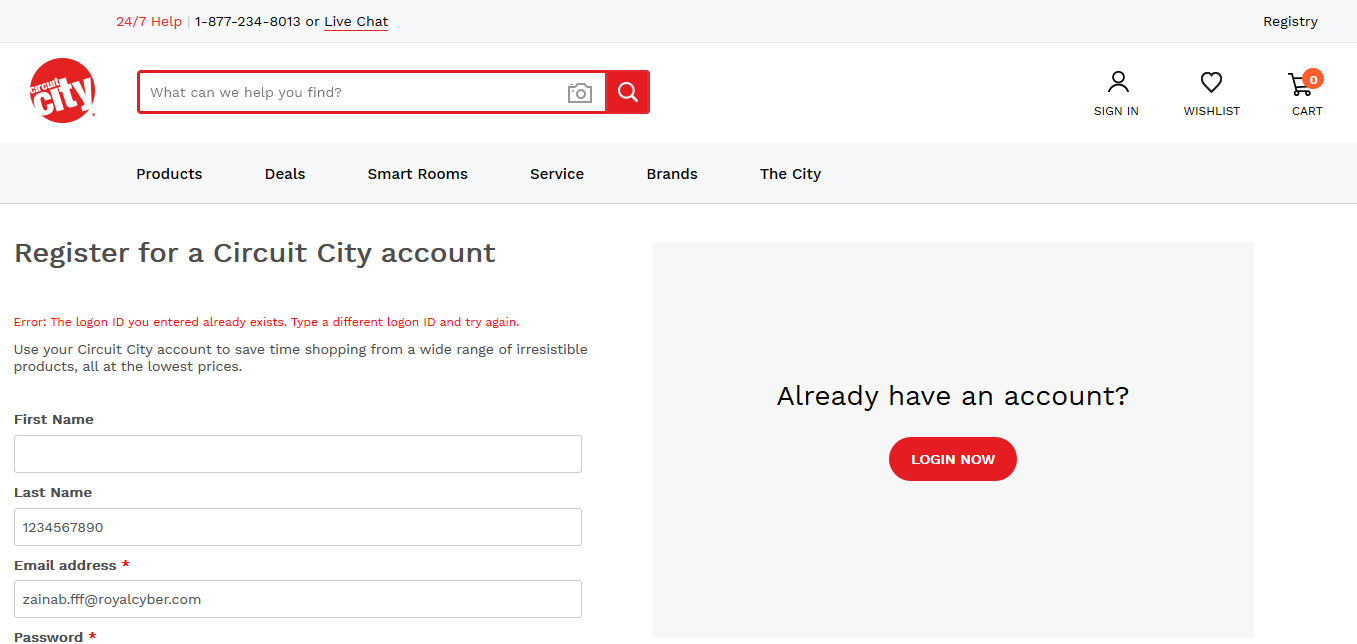 24/7 Help | 1-877-234-8013 or Live Chat
Registry
circuit
city
What can we help you find?
SIGN IN
WISHLIST
0
CART
Products
Deals
Smart Rooms
Service
Brands
The City
Register for a Circuit City account
Error: The logon ID you entered already exists. Type a different logon ID and try again.
Use your Circuit City account to save time shopping from a wide range of irresistible
products, all at the lowest prices.
First Name
Last Name
1234567890
Email address *
zainab.fff@royalcyber.com
Password *
Already have an account?
LOGIN NOW